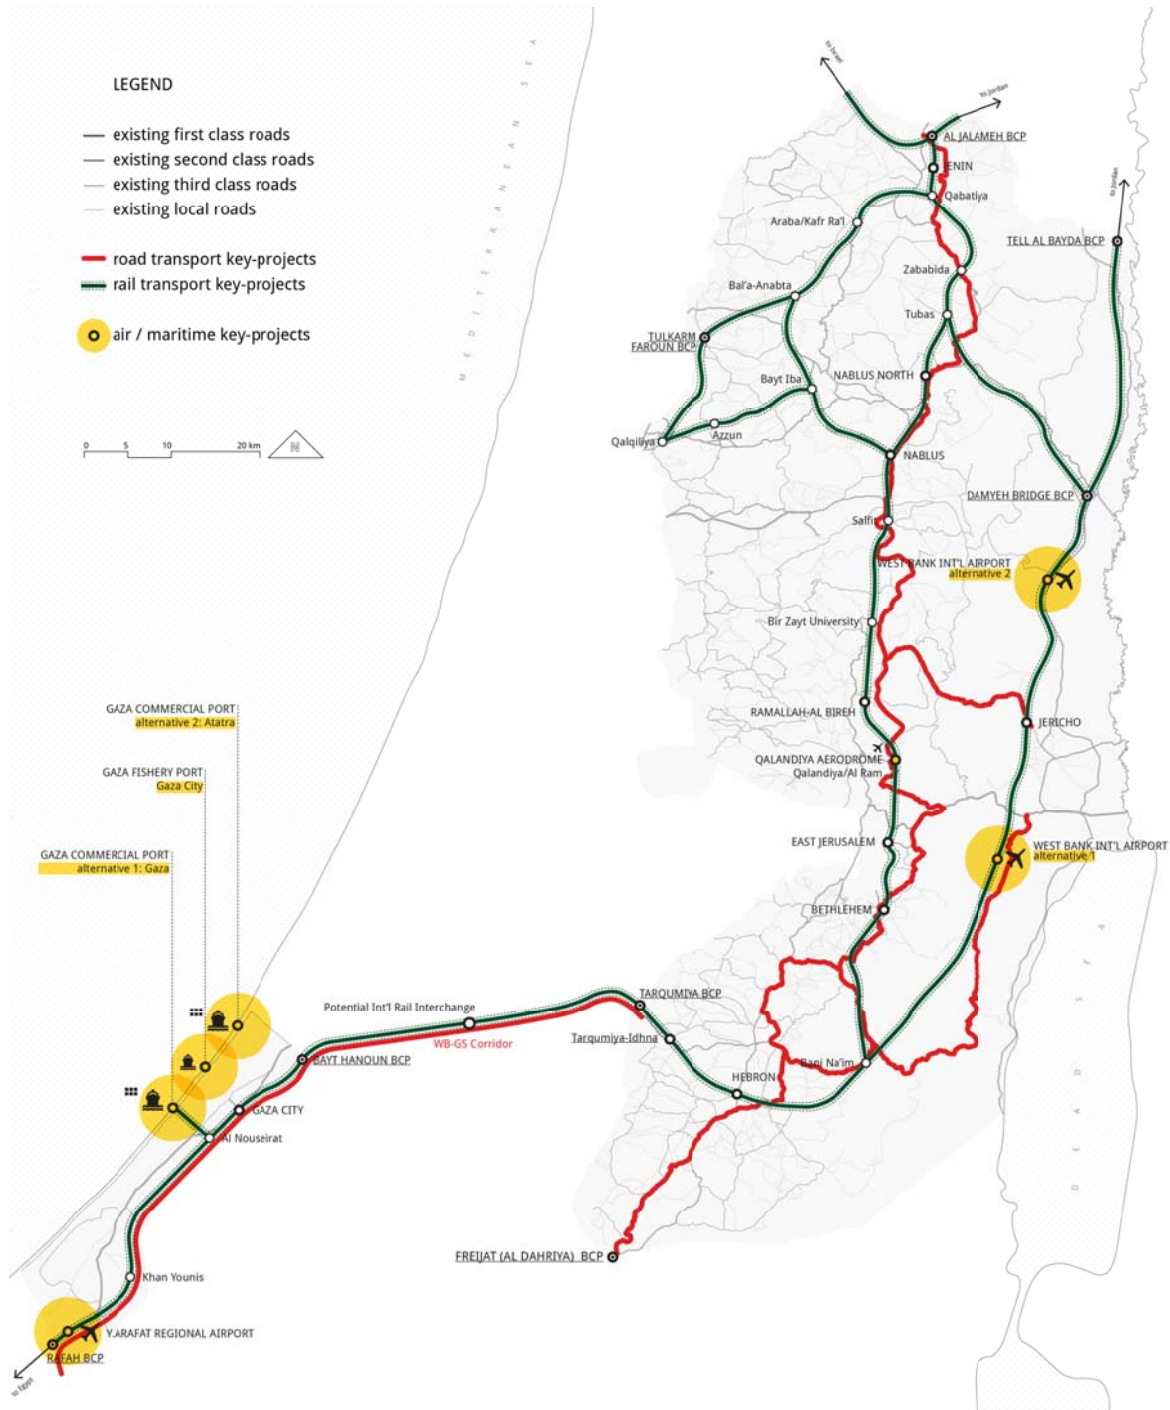 to Israel
to Jordan
LEGEND
existing first class roads
existing second class roads
existing third class roads
existing local roads
road transport key-projects
rail transport key-projects
air / maritime key-projects
0 5 10 20 km
N
MEDITERRANEAN SEA
AL JALAMEH BCP
JENIN
Qabatiya
to Jordan
Araba/Kafr Ra'I
TELL AL BAYDA BCP
Zababida
Bal'a-Anabta
Tubas
TULKARM
FAROUN BCP
Bayt Iba
NABLUS NORTH
Azzun
Qalqiliya
NABLUS
DAMYEH BRIDGE BCP
Salfit
WEST BANK INT'L AIRPORT
alternative 2
Bir Zayt University
GAZA COMMERCIAL PORT
alternative 2: Atatra
RAMALLAH-AL BIREH
JERICHO
QALANDIYA AERODROME
Qalandiya/Al Ram
GAZA FISHERY PORT
Gaza City
EAST JERUSALEM
WEST BANK INT'L AIRPORT
alternative 1
GAZA COMMERCIAL PORT
alternative 1: Gaza
BETHLEHEM
DEAD SEA
TARQUMIYA BCP
Potential Int'l Rail Interchange
WB-GS Corridor
Tarqumiya-Idhna
BAYT HANOUN BCP
Bani Na'im
HEBRON
GAZA CITY
Al Nouseirat
FREIJAT (AL DAHRIYA) BCP
Khan Younis
Y.ARAFAT REGIONAL AIRPORT
RAFAH BCP
to Egypt